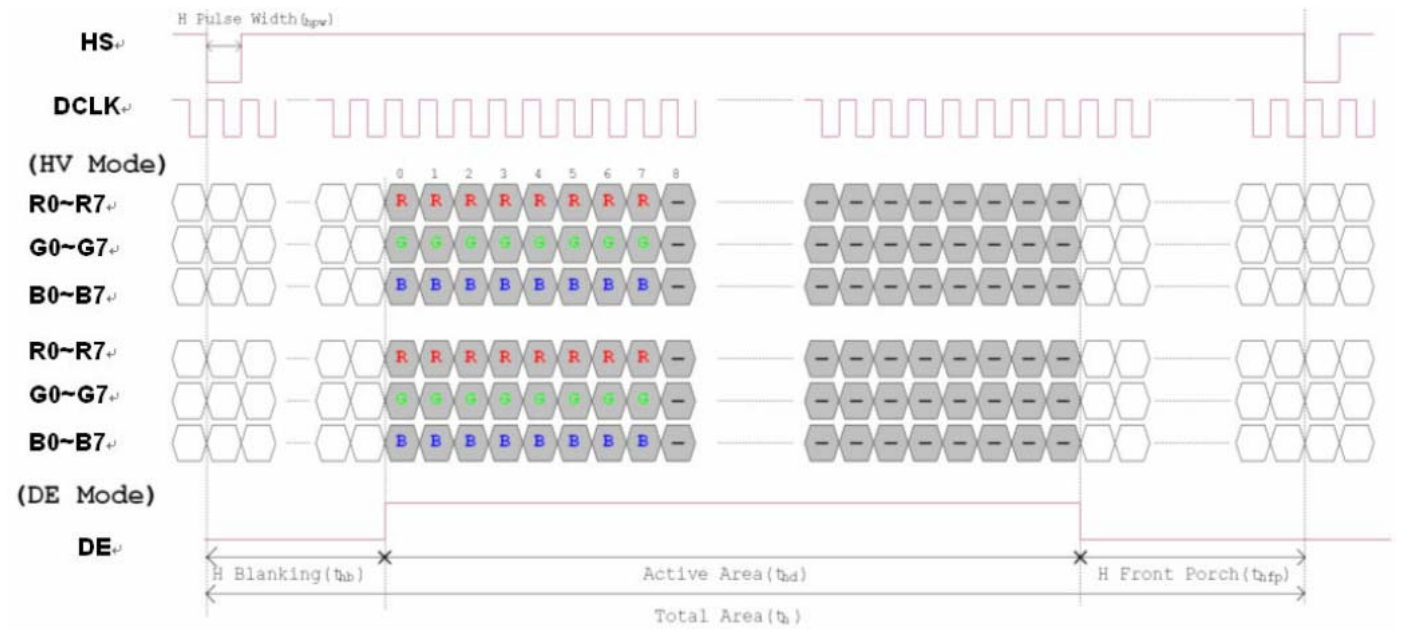 H Pulse Width(thpw)
HS
DCLK
(HV Mode)
0 1 2 3 4 5 6 7 8
R0~R7 R R R R R R R R - - - - - - - - -
G0~G7 G G G G G G G G - - - - - - - - -
B0~B7 B B B B B B B B - - - - - - - - -
R0~R7 R R R R R R R R - - - - - - - - -
G0~G7 G G G G G G G G - - - - - - - - -
B0~B7 B B B B B B B B - - - - - - - - -
(DE Mode)
DE
H Blanking(thb) Active Area(thd) H Front Porch(thfp)
Total Area(th)